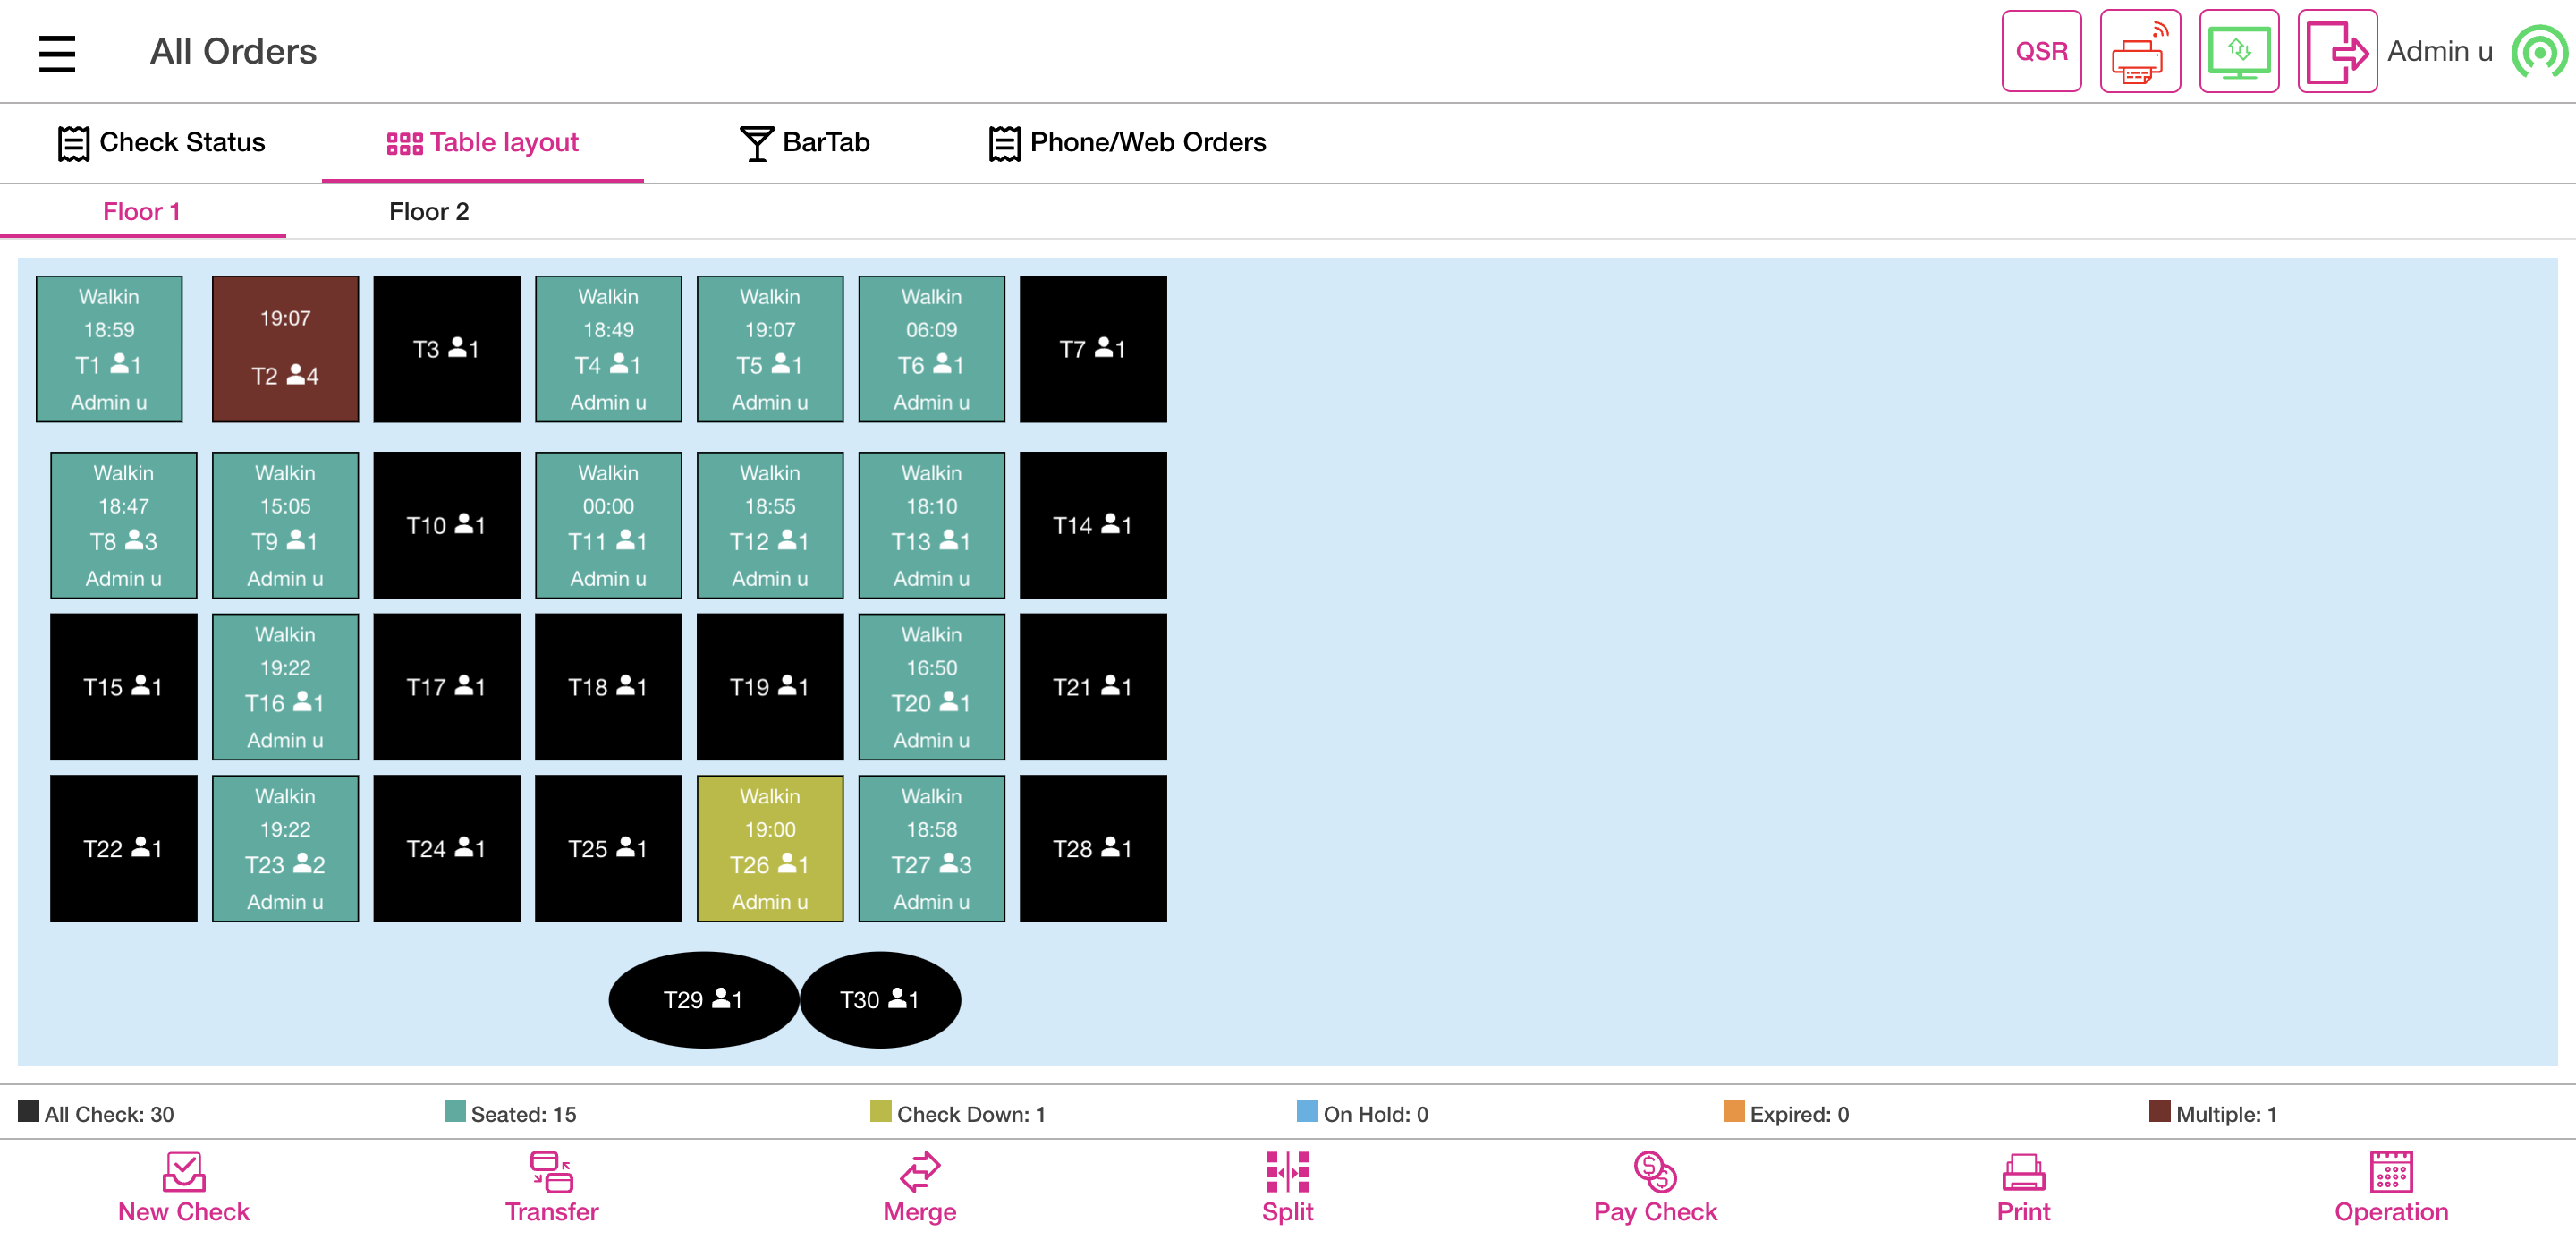 All Orders
QSR
Admin u
Check Status
Table layout
BarTab
Phone/Web Orders
Floor 1
Floor 2
Walkin
18:59
T1 1
Admin u
19:07
T2 4
T3 1
Walkin
18:49
T4 1
Admin u
Walkin
19:07
T5 1
Admin u
Walkin
06:09
T6 1
Admin u
T7 1
Walkin
18:47
T8 3
Admin u
Walkin
15:05
T9 1
Admin u
T10 1
Walkin
00:00
T11 1
Admin u
Walkin
18:55
T12 1
Admin u
Walkin
18:10
T13 1
Admin u
T14 1
T15 1
Walkin
19:22
T16 1
Admin u
T17 1
T18 1
T19 1
Walkin
16:50
T20 1
Admin u
T21 1
T22 1
Walkin
19:22
T23 2
Admin u
T24 1
T25 1
Walkin
19:00
T26 1
Admin u
Walkin
18:58
T27 3
Admin u
T28 1
T29 1
T30 1
All Check: 30
Seated: 15
Check Down: 1
On Hold: 0
Expired: 0
Multiple: 1
New Check
Transfer
Merge
Split
Pay Check
Print
Operation